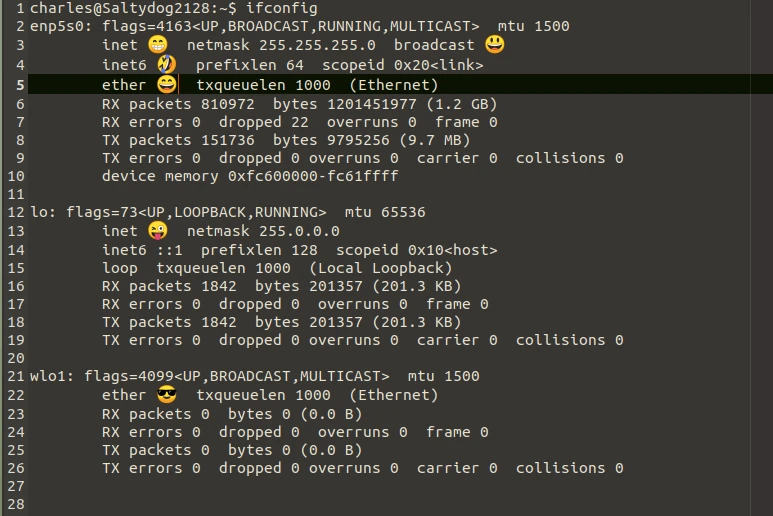 1 charles@Saltydog2128:~$ ifconfig
2 enp5s0: flags=4163<UP,BROADCAST,RUNNING,MULTICAST>  mtu 1500
3         inet 😁  netmask 255.255.255.0  broadcast 😃
4         inet6 🤣  prefixlen 64  scopeid 0x20<link>
5         ether 😄  txqueuelen 1000  (Ethernet)
6         RX packets 810972  bytes 1201451977 (1.2 GB)
7         RX errors 0  dropped 22  overruns 0  frame 0
8         TX packets 151736  bytes 9795256 (9.7 MB)
9         TX errors 0  dropped 0 overruns 0  carrier 0  collisions 0
10         device memory 0xfc600000-fc61ffff
11
12 lo: flags=73<UP,LOOPBACK,RUNNING>  mtu 65536
13         inet 😜  netmask 255.0.0.0
14         inet6 ::1  prefixlen 128  scopeid 0x10<host>
15         loop  txqueuelen 1000  (Local Loopback)
16         RX packets 1842  bytes 201357 (201.3 KB)
17         RX errors 0  dropped 0  overruns 0  frame 0
18         TX packets 1842  bytes 201357 (201.3 KB)
19         TX errors 0  dropped 0 overruns 0  carrier 0  collisions 0
20
21 wlo1: flags=4099<UP,BROADCAST,MULTICAST>  mtu 1500
22         ether 😎  txqueuelen 1000  (Ethernet)
23         RX packets 0  bytes 0 (0.0 B)
24         RX errors 0  dropped 0  overruns 0  frame 0
25         TX packets 0  bytes 0 (0.0 B)
26         TX errors 0  dropped 0 overruns 0  carrier 0  collisions 0
27
28